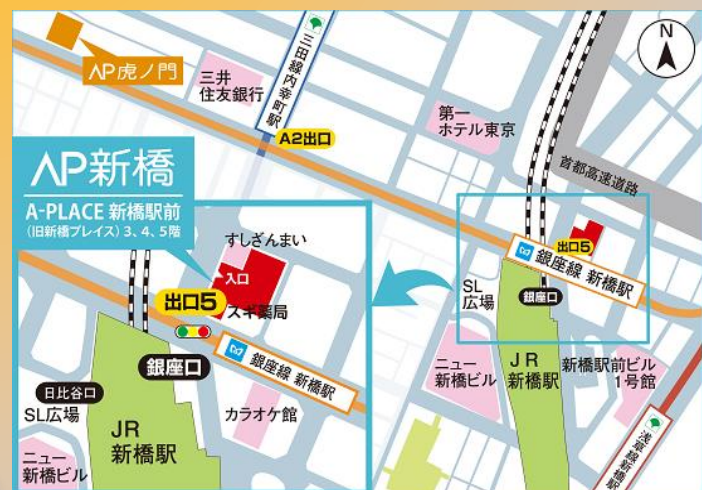 AP虎ノ門
三井
住友銀行
三田線内幸町駅
A2出口
第一
ホテル東京
N
首都高速道路
AP新橋
A-PLACE 新橋駅前
(旧新橋プレイス) 3、4、5階
すしざんまい
入口
出口5
スギ薬局
銀座線 新橋駅
銀座口
日比谷口
SL広場
JR
新橋駅
カラオケ館
ニュー
新橋ビル
出口5
銀座線 新橋駅
SL
広場
銀座口
ニュー
新橋ビル
JR
新橋駅
新橋駅前ビル
1号館
浅草線新橋駅